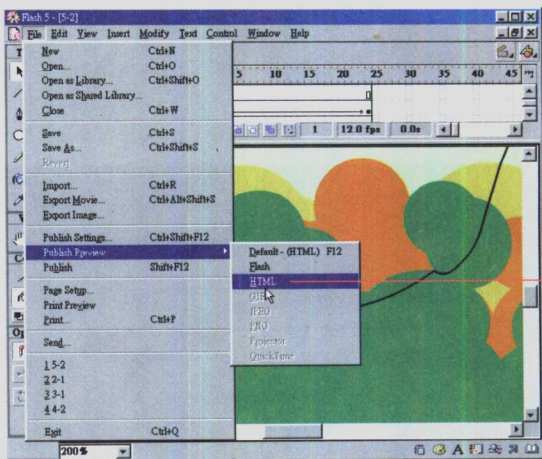 Flash 5 - [5-2]
File Edit View Insert Modify Text Control Window Help
New Ctrl+N
Open... Ctrl+O
Open as Library... Ctrl+Shift+O
Open as Shared Library...
Close Ctrl+W
Save Ctrl+S
Save As... Ctrl+Shift+S
Revert
Import... Ctrl+R
Export Movie... Ctrl+Alt+Shift+S
Export Image...
Publish Settings... Ctrl+Shift+F12
Publish Preview
Publish Shift+F12
Page Setup...
Print Preview
Print... Ctrl+P
Send...
1 5-2
2 2-1
3 3-1
4 4-2
Exit Ctrl+Q
Default - (HTML) F12
Flash
HTML
GIF
JPEG
PNG
Projector
QuickTime
5 10 15 20 25 30 35 40 45
1 12.0 fps 0.0s
200%